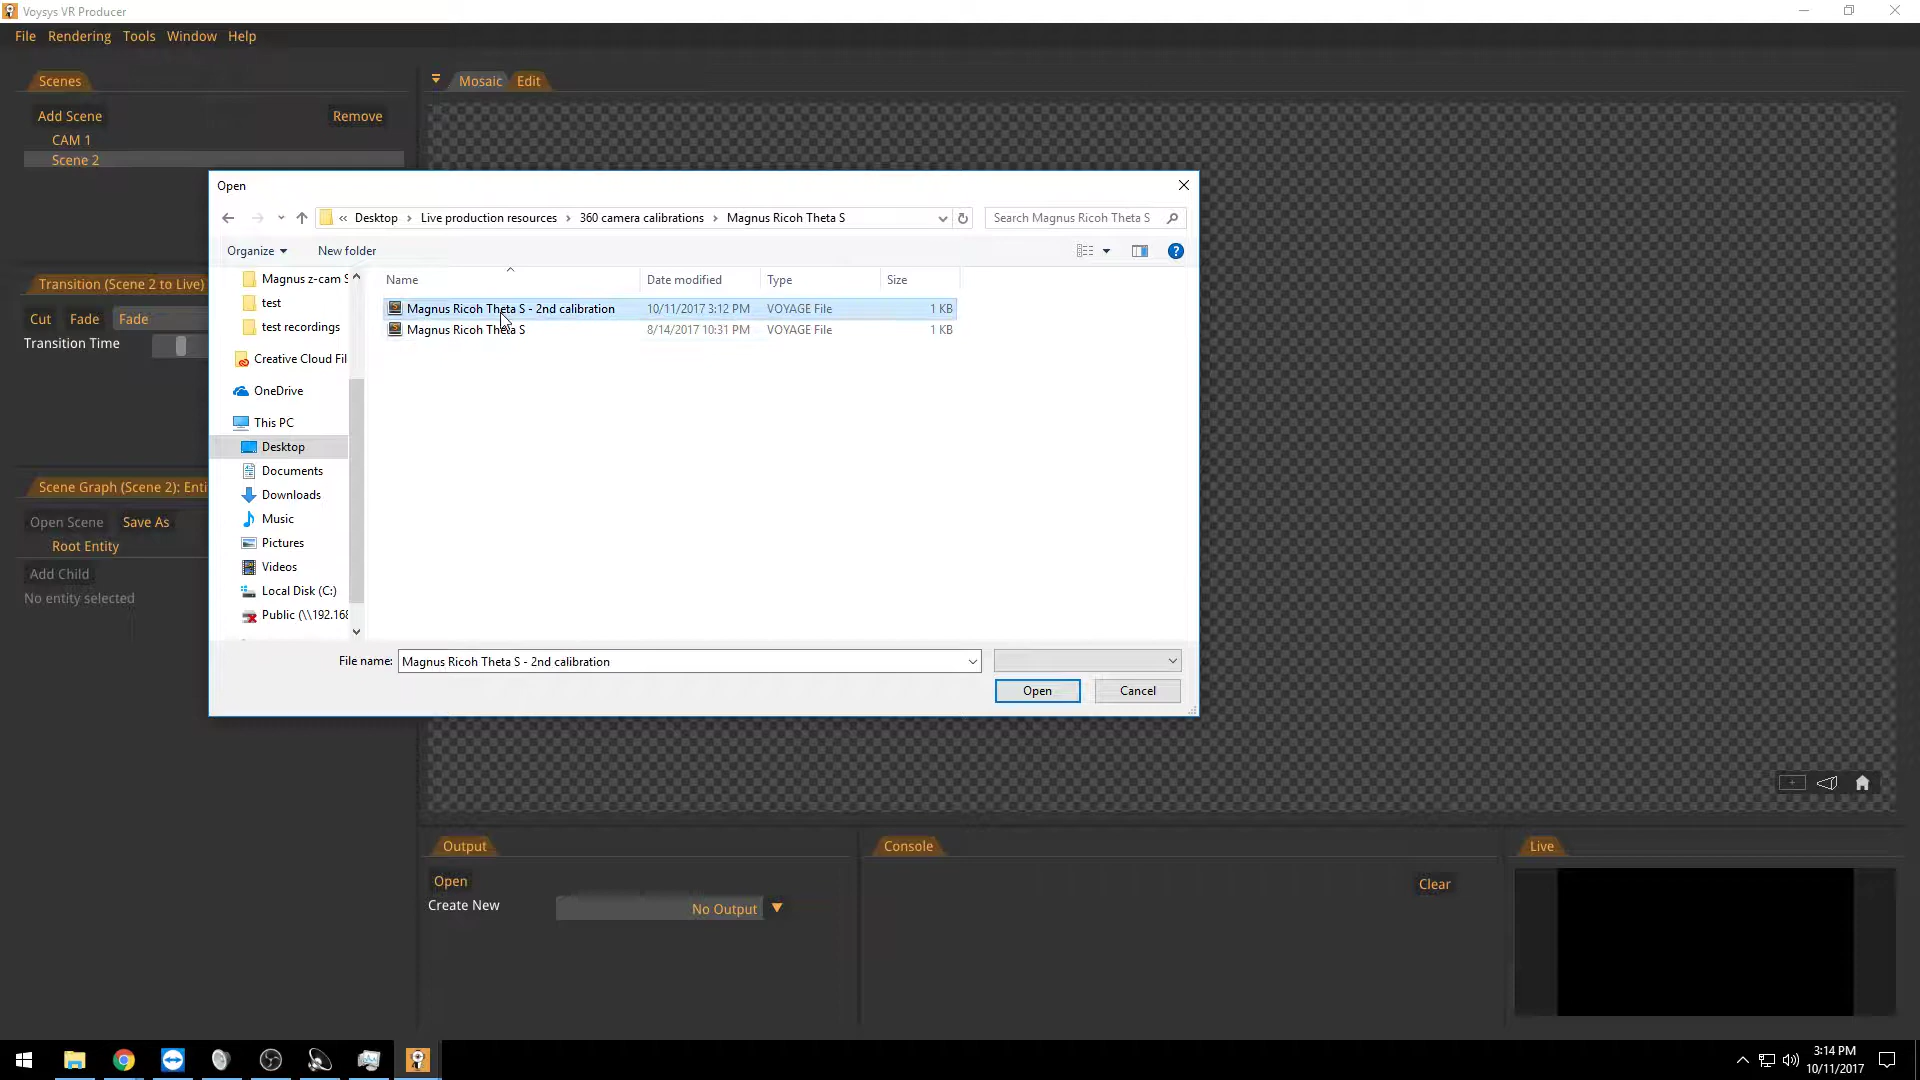 Voysys VR Producer
File Rendering Tools Window Help
Scenes
Mosaic Edit
Add Scene Remove
CAM 1
Scene 2
Open
« Desktop › Live production resources › 360 camera calibrations › Magnus Ricoh Theta S
Search Magnus Ricoh Theta S
Organize New folder
Name Date modified Type Size
Magnus Ricoh Theta S - 2nd calibration 10/11/2017 3:12 PM VOYAGE File 1 KB
Magnus Ricoh Theta S 8/14/2017 10:31 PM VOYAGE File 1 KB
Magnus z-cam S
test
test recordings
Creative Cloud Fil
OneDrive
This PC
Desktop
Documents
Downloads
Music
Pictures
Videos
Local Disk (C:)
Public (\\192.168
File name: Magnus Ricoh Theta S - 2nd calibration
Open Cancel
Transition (Scene 2 to Live)
Cut Fade Fade
Transition Time
Scene Graph (Scene 2): Enti
Open Scene Save As
Root Entity
Add Child
No entity selected
Output
Open
Create New No Output
Console
Clear
Live
3:14 PM
10/11/2017